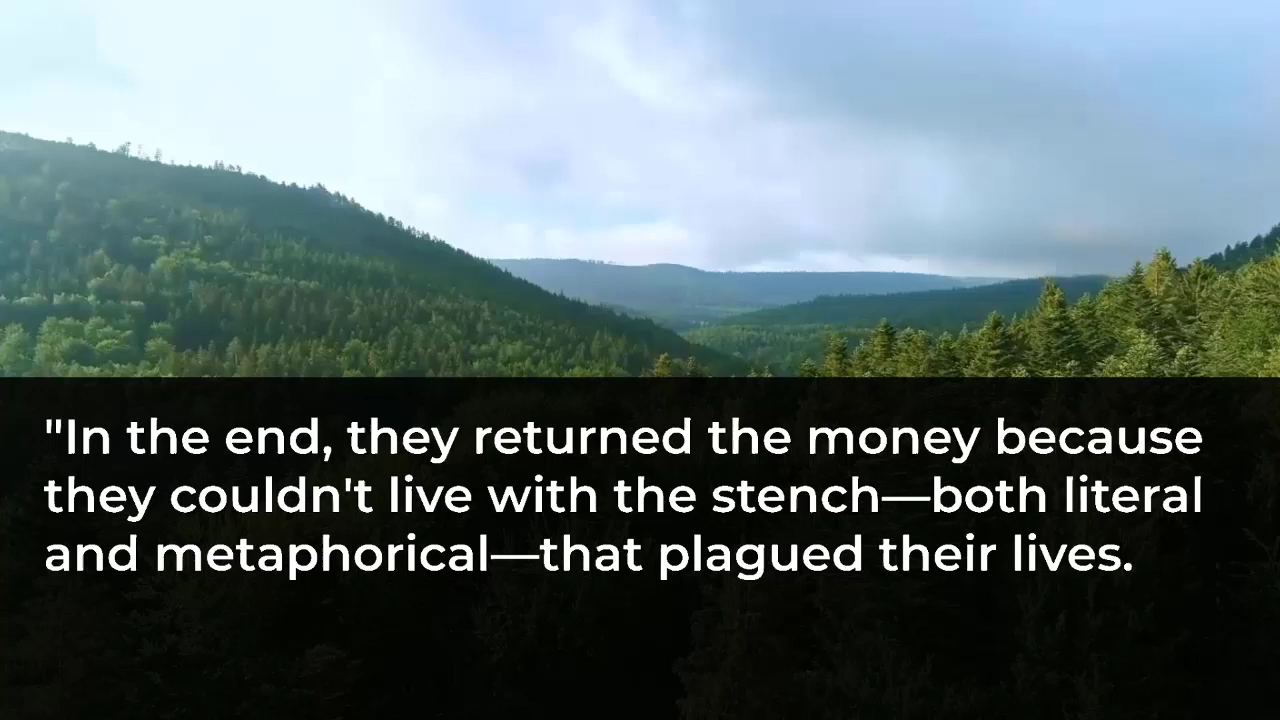 "In the end, they returned the money because
they couldn't live with the stench—both literal
and metaphorical—that plagued their lives.